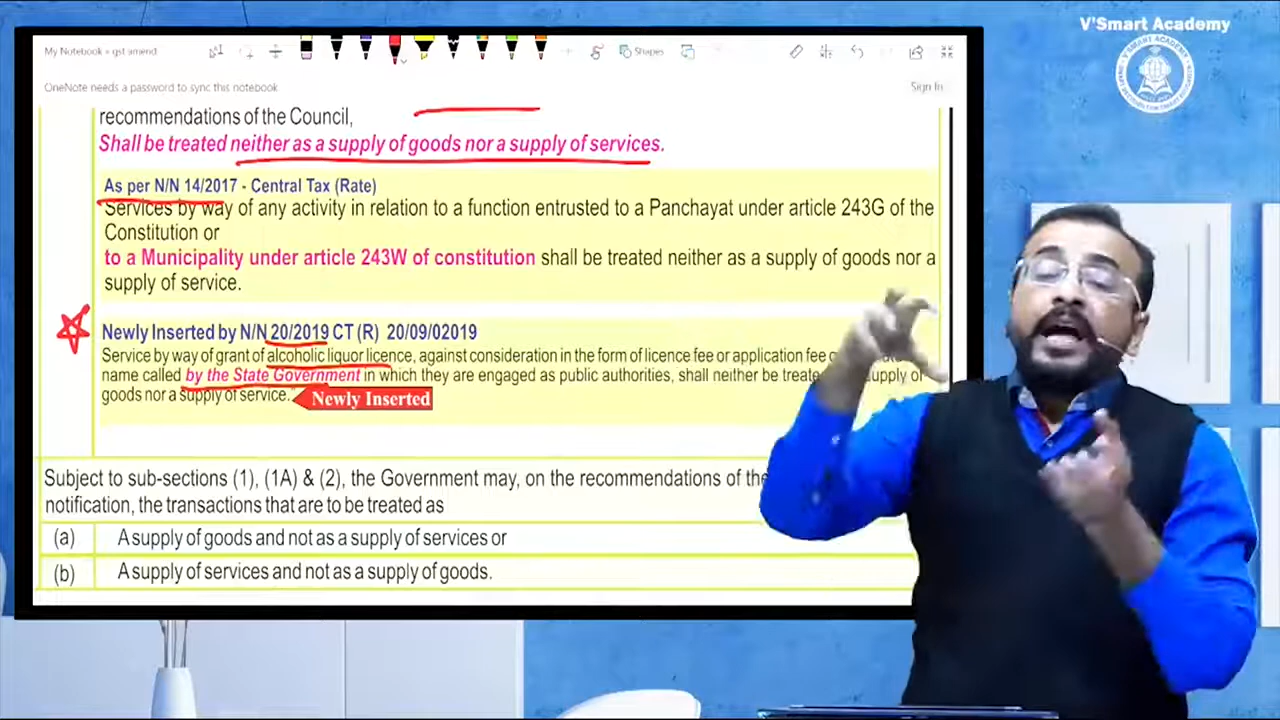 V'Smart Academy
My Notebook » gst amend
Shapes
OneNote needs a password to sync this notebook
Sign In
recommendations of the Council,
Shall be treated neither as a supply of goods nor a supply of services.
As per N/N 14/2017 - Central Tax (Rate)
Services by way of any activity in relation to a function entrusted to a Panchayat under article 243G of the
Constitution or
to a Municipality under article 243W of constitution shall be treated neither as a supply of goods nor a
supply of service.
Newly Inserted by N/N 20/2019 CT (R) 20/09/02019
Service by way of grant of alcoholic liquor licence, against consideration in the form of licence fee or application fee
name called by the State Government in which they are engaged as public authorities, shall neither be supply of
goods nor a supply of service. Newly Inserted
Subject to sub-sections (1), (1A) & (2), the Government may, on the recommendations of the
notification, the transactions that are to be treated as
(a) A supply of goods and not as a supply of services or
(b) A supply of services and not as a supply of goods.